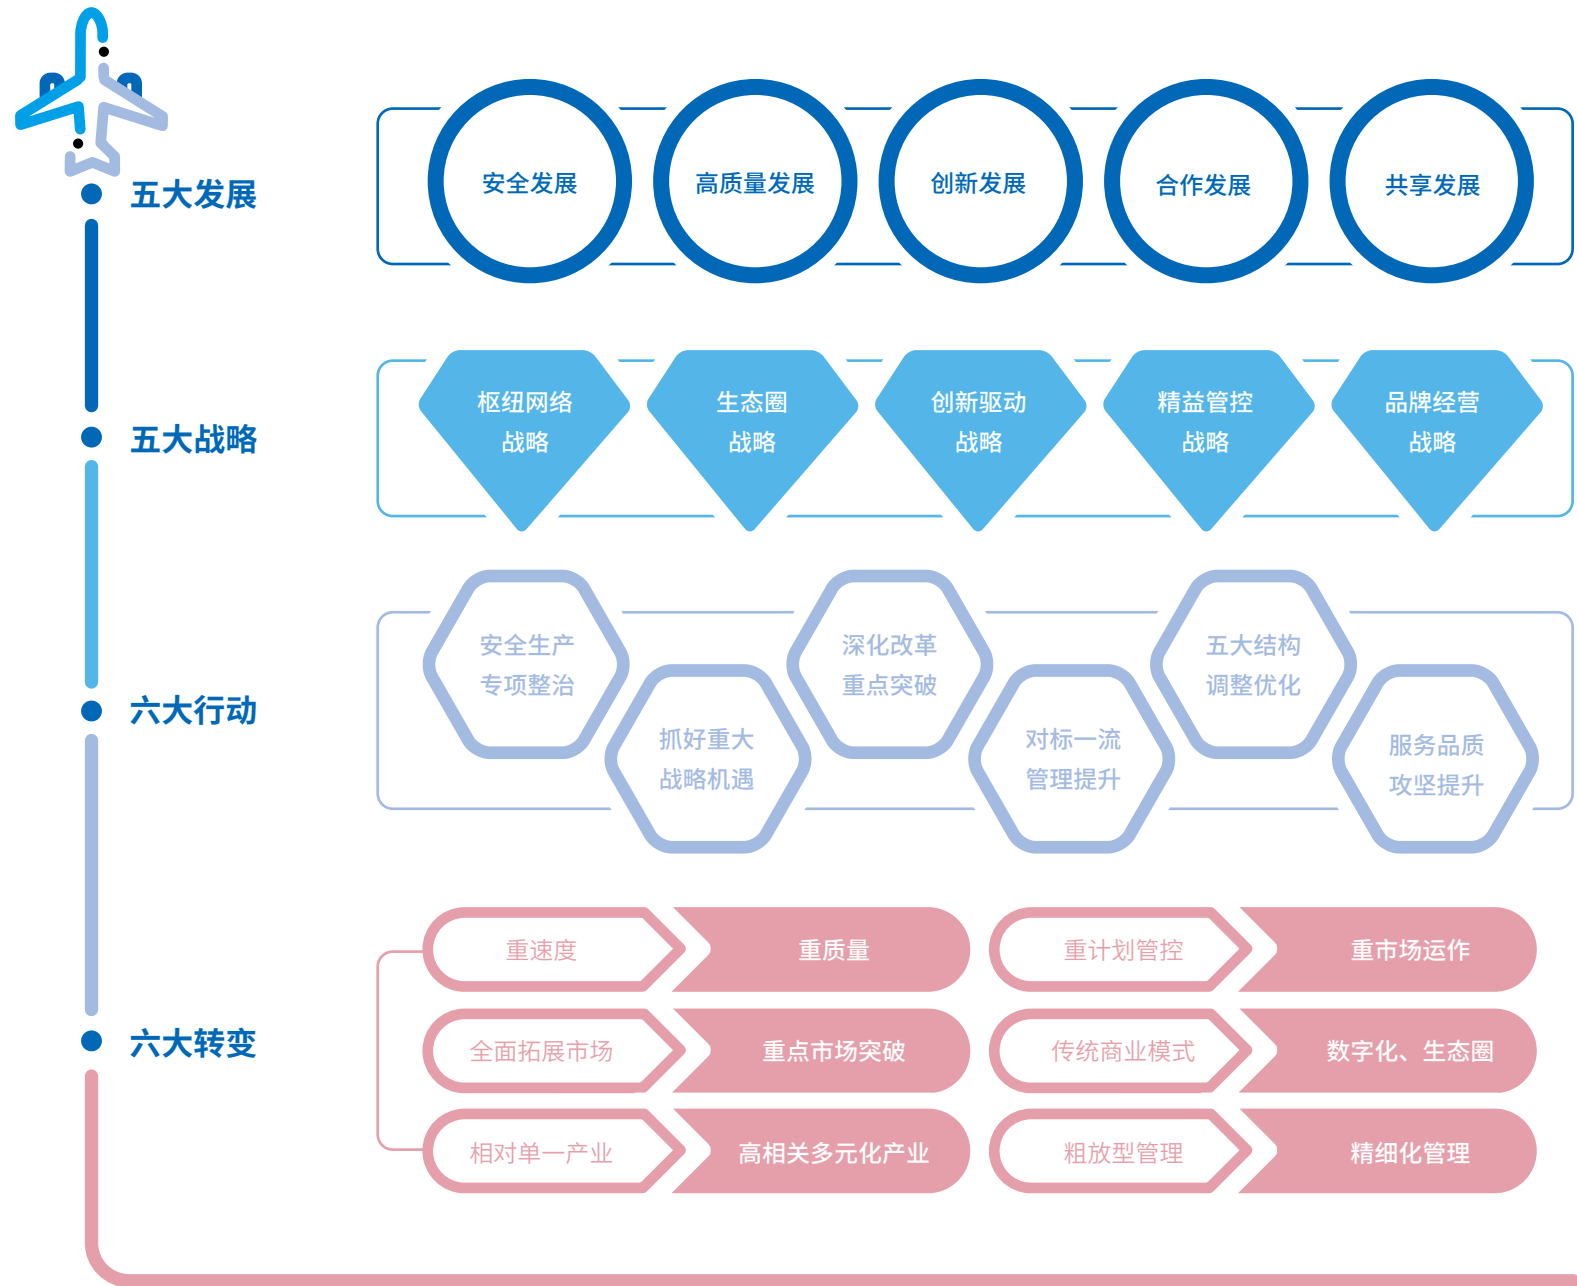 五大发展
安全发展
高质量发展
创新发展
合作发展
共享发展
五大战略
枢纽网络
战略
生态圈
战略
创新驱动
战略
精益管控
战略
品牌经营
战略
六大行动
安全生产
专项整治
抓好重大
战略机遇
深化改革
重点突破
对标一流
管理提升
五大结构
调整优化
服务品质
攻坚提升
六大转变
重速度
重质量
重计划管控
重市场运作
全面拓展市场
重点市场突破
传统商业模式
数字化、生态圈
相对单一产业
高相关多元化产业
粗放型管理
精细化管理